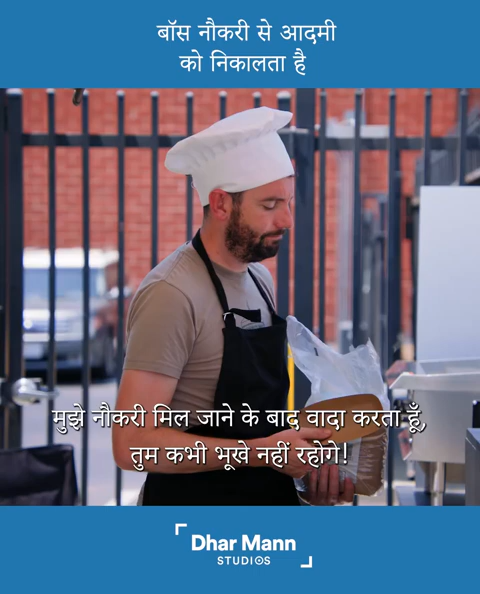 बॉस नौकरी से आदमी
को निकालता है
मुझे नौकरी मिल जाने के बाद वादा करता हूँ,
तुम कभी भूखे नहीं रहोगे!
Dhar Mann
STUDIOS